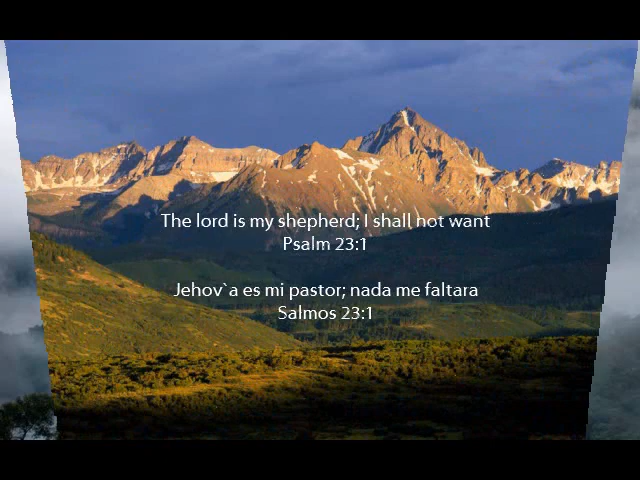 The lord is my shepherd; I shall not want
Psalm 23:1
Jehov`a es mi pastor; nada me faltara
Salmos 23:1